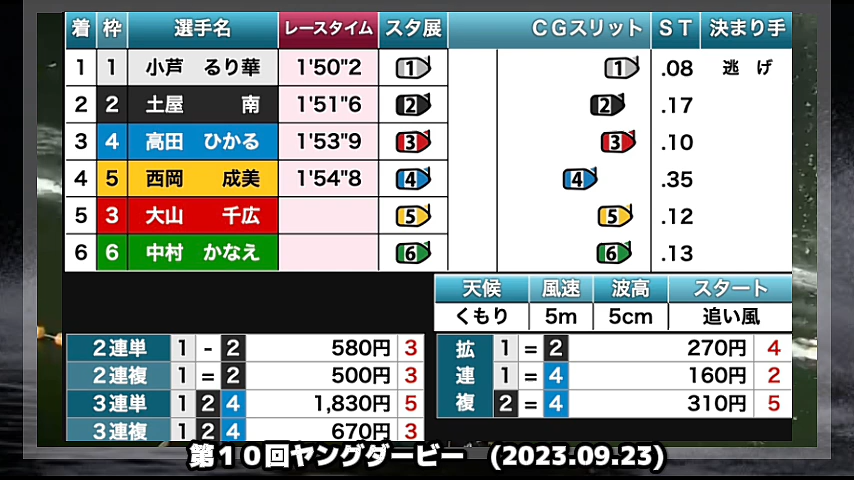 着 枠 選手名 レースタイム スタ展 CGスリット ST 決まり手
1 1 小芦 るり華 1'50"2 1 1 .08 逃げ
2 2 土屋 南 1'51"6 2 2 .17
3 4 高田 ひかる 1'53"9 3 3 .10
4 5 西岡 成美 1'54"8 4 4 .35
5 3 大山 千広 5 5 .12
6 6 中村 かなえ 6 6 .13
天候 風速 波高 スタート
くもり 5m 5cm 追い風
2連単 1-2 580円 3
2連複 1=2 500円 3
3連単 1 2 4 1,830円 5
3連複 1 2 4 670円 3
拡 1=2 270円 4
連 1=4 160円 2
複 2=4 310円 5
第10回ヤングダービー (2023.09.23)